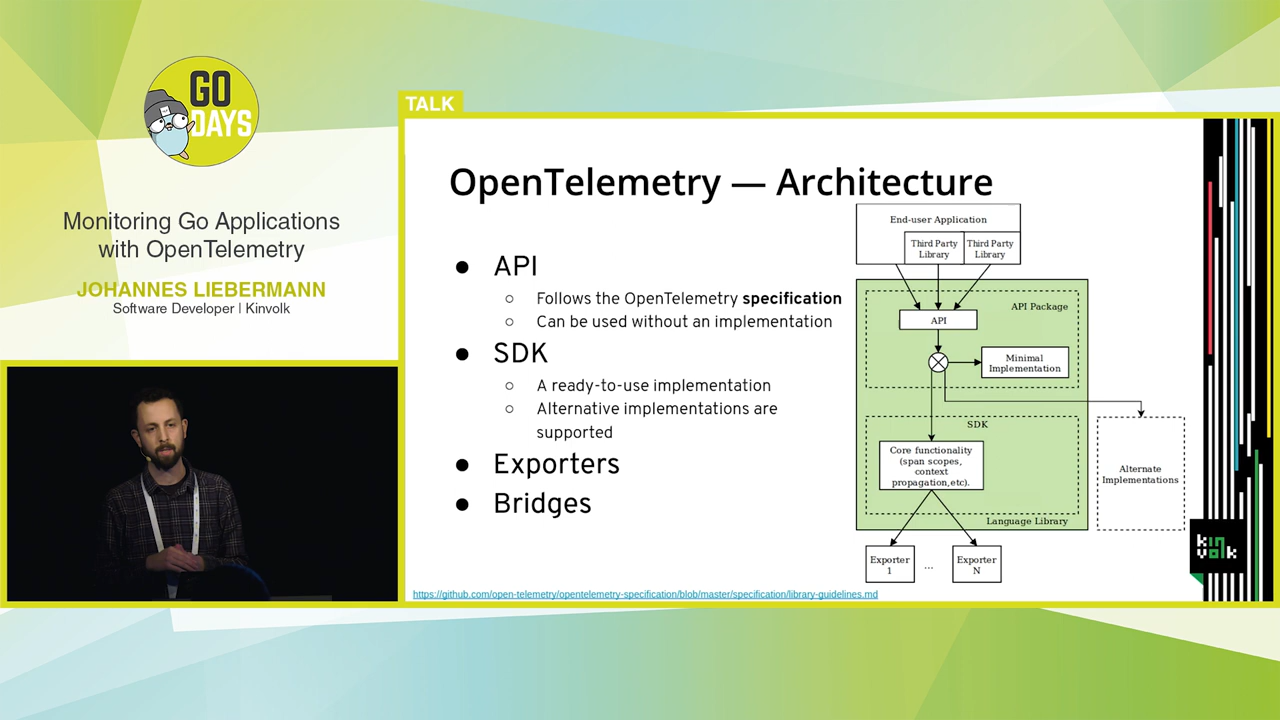 GO
DAYS
Monitoring Go Applications
with OpenTelemetry
JOHANNES LIEBERMANN
Software Developer | Kinvolk
TALK
OpenTelemetry — Architecture
● API
○ Follows the OpenTelemetry specification
○ Can be used without an implementation
● SDK
○ A ready-to-use implementation
○ Alternative implementations are
supported
● Exporters
● Bridges
End-user Application
Third Party
Library
Third Party
Library
API Package
API
Minimal
Implementation
SDK
Core functionality
(span scopes,
context
propagation,etc).
Alternate
Implementations
Language Library
Exporter
1
...
Exporter
N
kin
volk
https://github.com/open-telemetry/opentelemetry-specification/blob/master/specification/library-guidelines.md